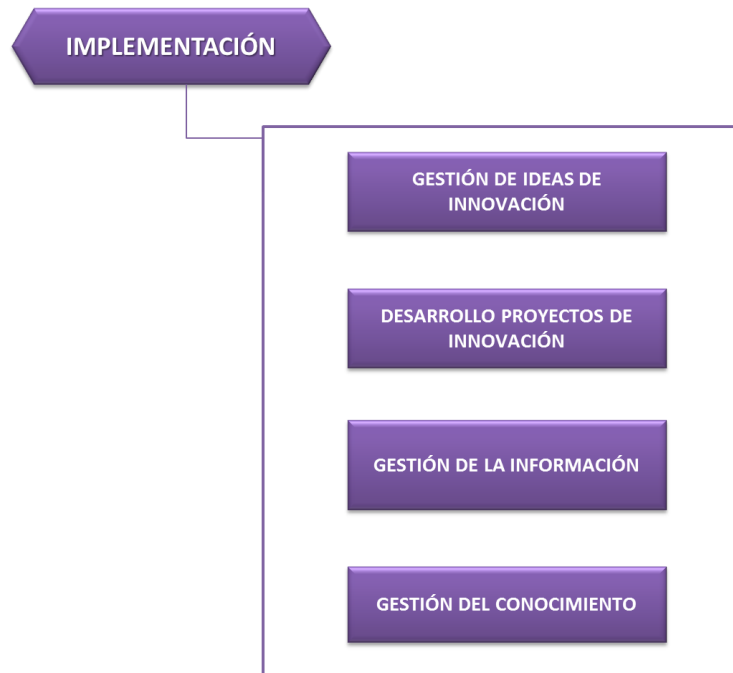 IMPLEMENTACIÓN
GESTIÓN DE IDEAS DE
INNOVACIÓN
DESARROLLO PROYECTOS DE
INNOVACIÓN
GESTIÓN DE LA INFORMACIÓN
GESTIÓN DEL CONOCIMIENTO